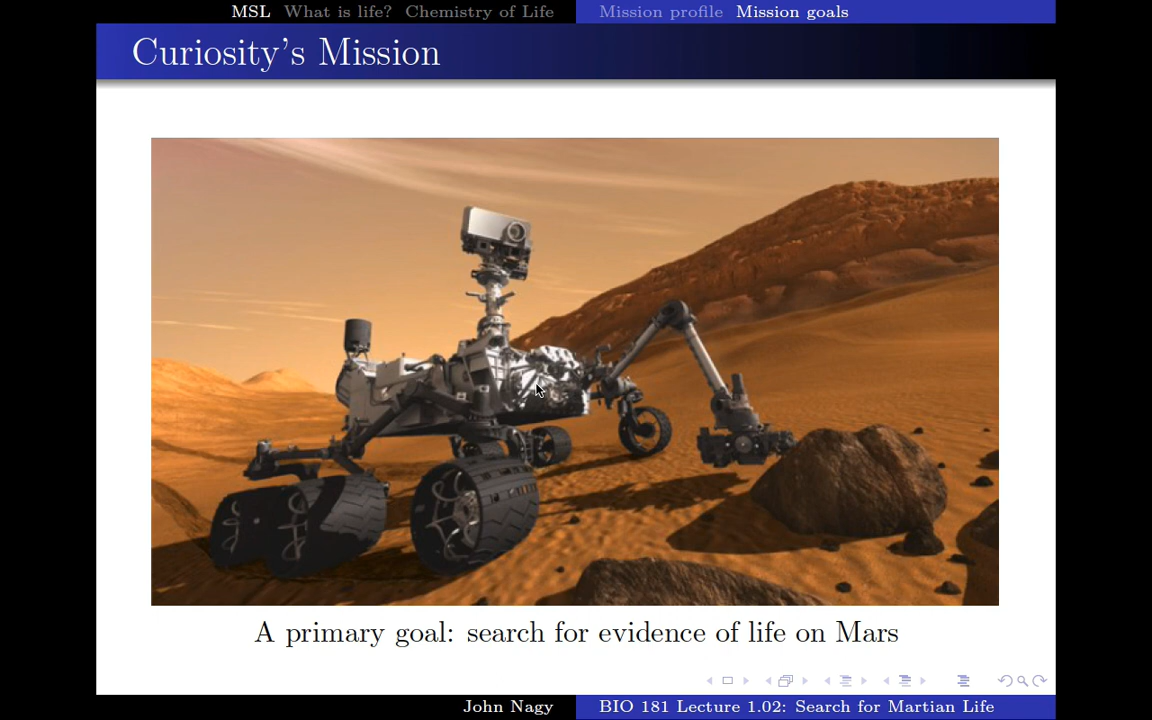 MSL What is life? Chemistry of Life Mission profile Mission goals
Curiosity's Mission
A primary goal: search for evidence of life on Mars
John Nagy BIO 181 Lecture 1.02: Search for Martian Life